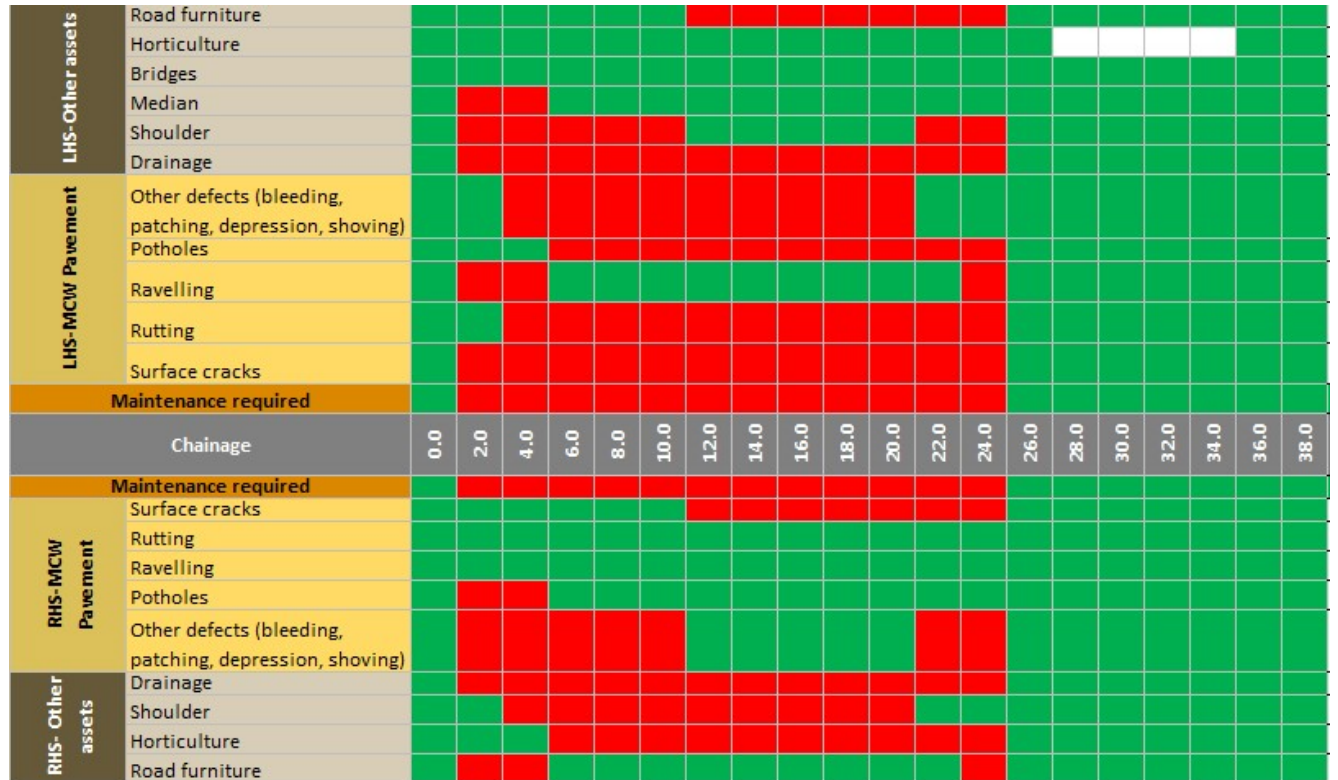 LHS-Other assets
Road furniture
Horticulture
Bridges
Median
Shoulder
Drainage
LHS-MCW Pavement
Other defects (bleeding,
patching, depression, shoving)
Potholes
Ravelling
Rutting
Surface cracks
Maintenance required
Chainage 0.0 2.0 4.0 6.0 8.0 10.0 12.0 14.0 16.0 18.0 20.0 22.0 24.0 26.0 28.0 30.0 32.0 34.0 36.0 38.0
Maintenance required
RHS-MCW
Pavement
Surface cracks
Rutting
Ravelling
Potholes
Other defects (bleeding,
patching, depression, shoving)
RHS- Other
assets
Drainage
Shoulder
Horticulture
Road furniture